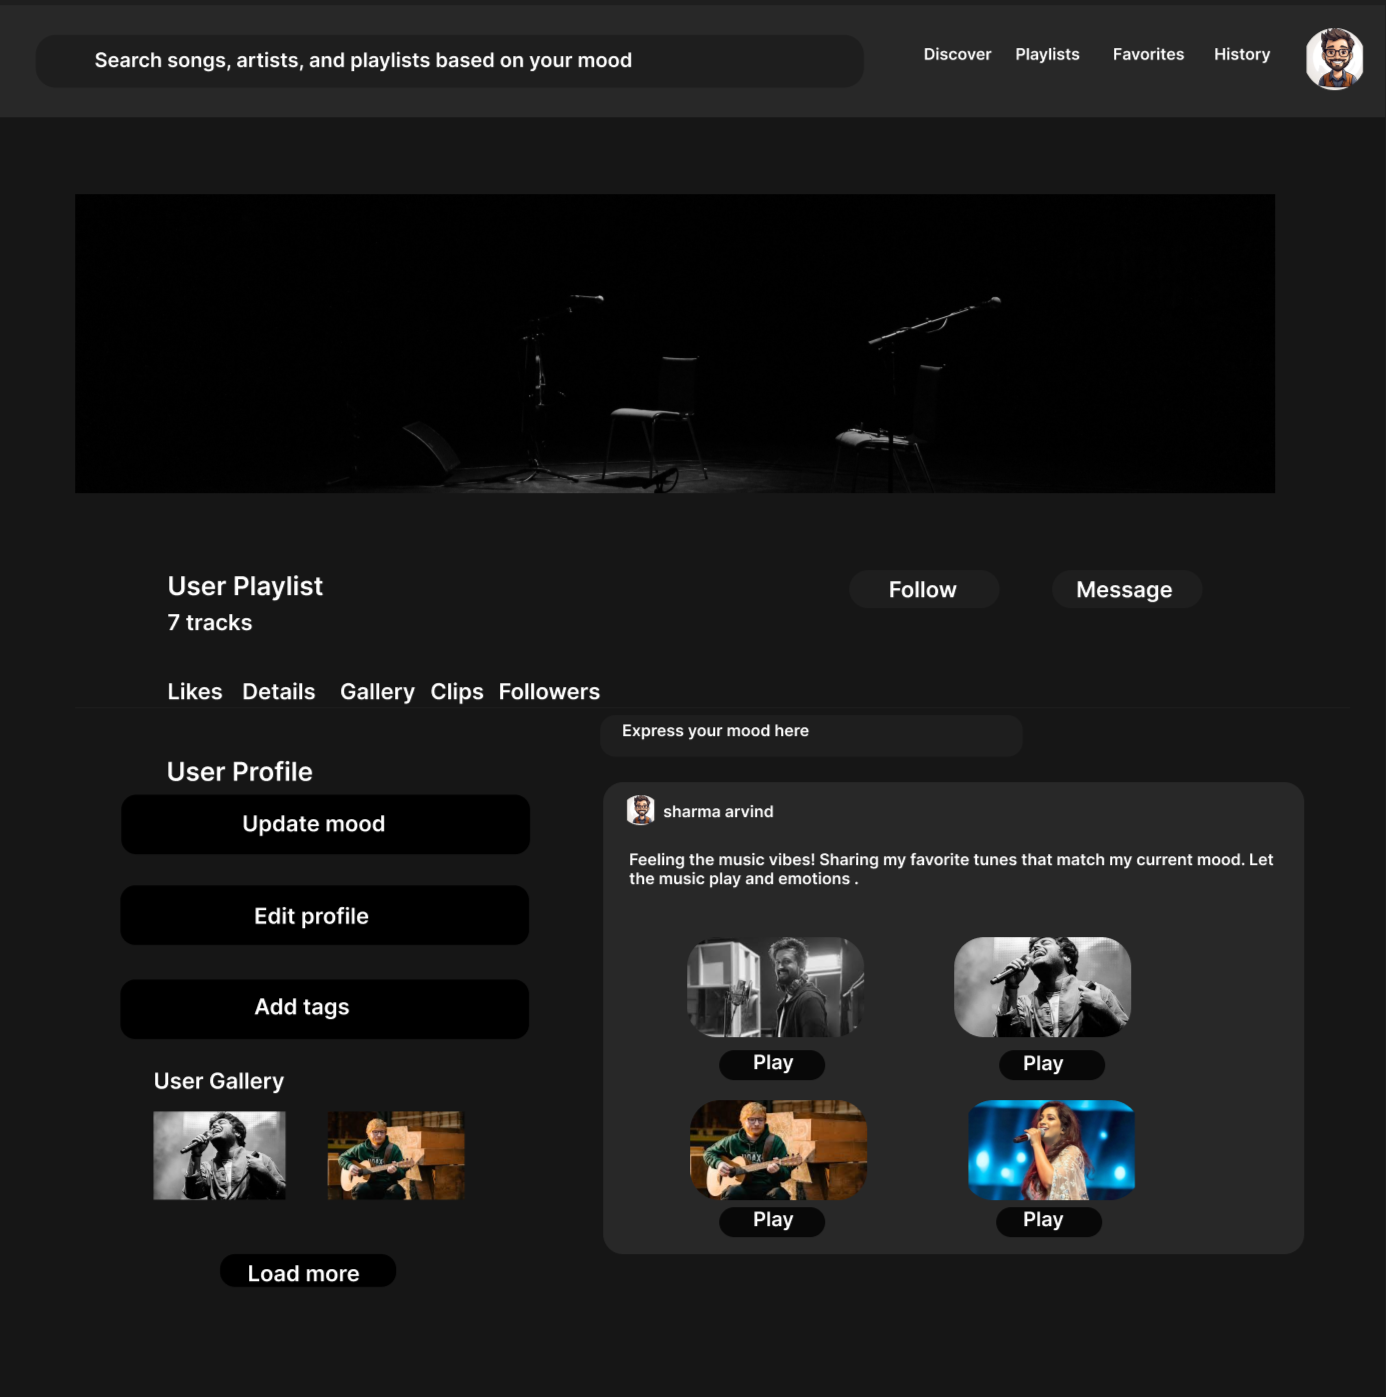 Search songs, artists, and playlists based on your mood
Discover
Playlists
Favorites
History
User Playlist
7 tracks
Follow
Message
Likes
Details
Gallery
Clips
Followers
Express your mood here
User Profile
Update mood
Edit profile
Add tags
User Gallery
Load more
sharma arvind
Feeling the music vibes! Sharing my favorite tunes that match my current mood. Let
the music play and emotions .
Play
Play
Play
Play